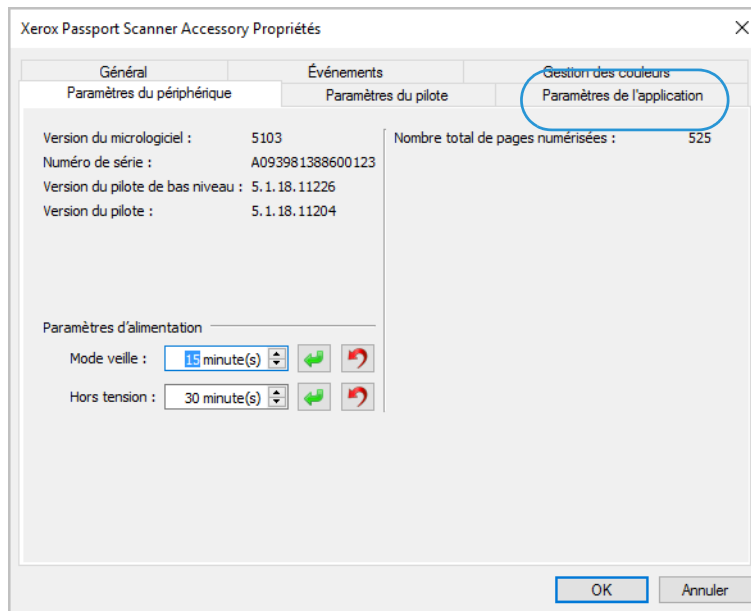 Xerox Passport Scanner Accessory Propriétés
Général Événements Gestion des couleurs
Paramètres du périphérique Paramètres du pilote Paramètres de l'application
Version du micrologiciel : 5103
Numéro de série : A093981388600123
Version du pilote de bas niveau : 5.1.18.11226
Version du pilote : 5.1.18.11204
Nombre total de pages numérisées : 525
Paramètres d'alimentation
Mode veille : 15 minute(s)
Hors tension : 30 minute(s)
OK Annuler